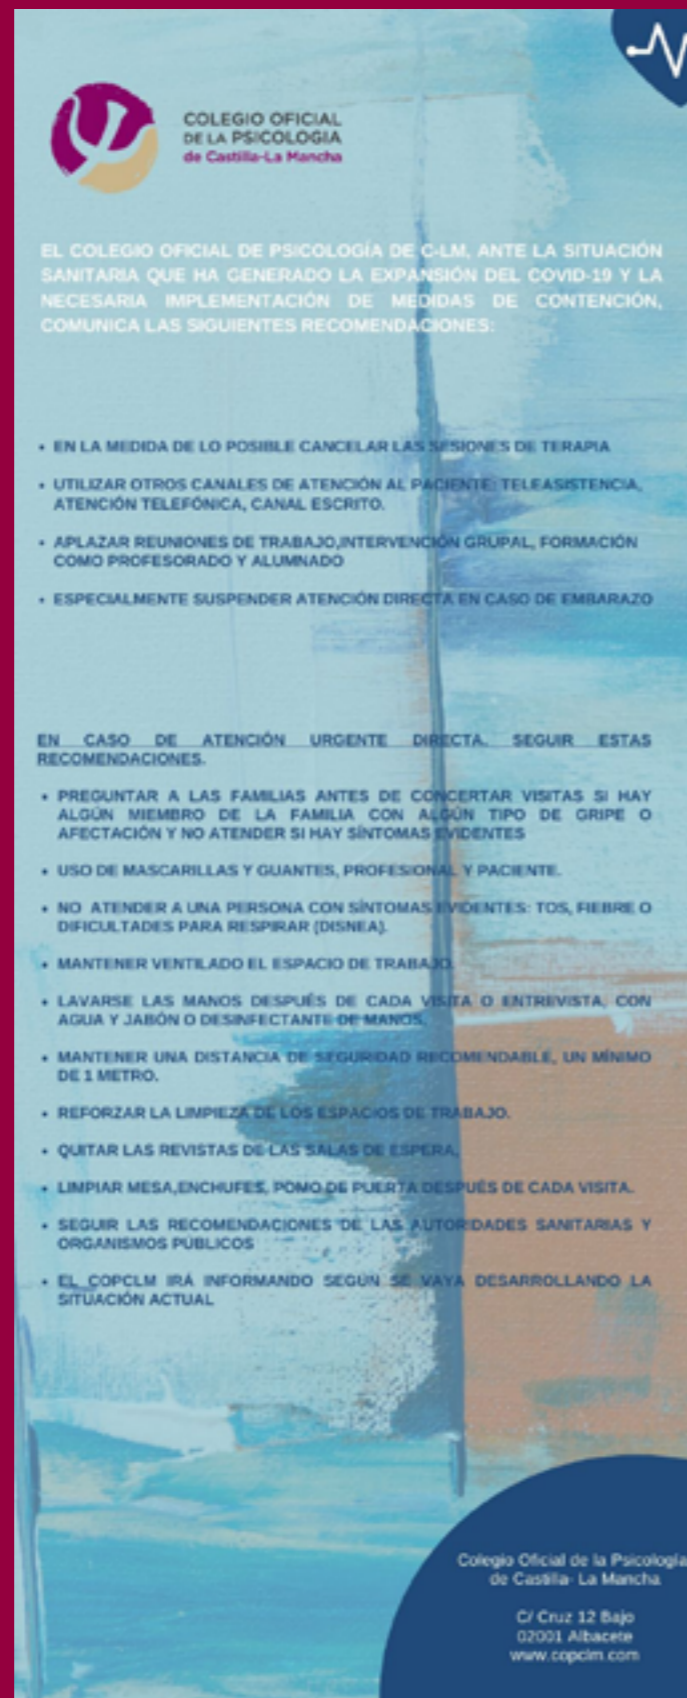 COLEGIO OFICIAL
DE LA PSICOLOGIA
de Castilla-La Mancha
EL COLEGIO OFICIAL DE PSICOLOGÍA DE C-LM, ANTE LA SITUACIÓN
SANITARIA QUE HA GENERADO LA EXPANSIÓN DEL COVID-19 Y LA
NECESARIA IMPLEMENTACIÓN DE MEDIDAS DE CONTENCIÓN,
COMUNICA LAS SIGUIENTES RECOMENDACIONES:
• EN LA MEDIDA DE LO POSIBLE CANCELAR LAS SESIONES DE TERAPIA
• UTILIZAR OTROS CANALES DE ATENCIÓN AL PACIENTE: TELEASISTENCIA,
ATENCIÓN TELEFÓNICA, CANAL ESCRITO.
• APLAZAR REUNIONES DE TRABAJO,INTERVENCIÓN GRUPAL, FORMACIÓN
COMO PROFESORADO Y ALUMNADO
• ESPECIALMENTE SUSPENDER ATENCIÓN DIRECTA EN CASO DE EMBARAZO
EN CASO DE ATENCIÓN URGENTE DIRECTA. SEGUIR ESTAS
RECOMENDACIONES.
• PREGUNTAR A LAS FAMILIAS ANTES DE CONCERTAR VISITAS SI HAY
ALGÚN MIEMBRO DE LA FAMILIA CON ALGÚN TIPO DE GRIPE O
AFECTACIÓN Y NO ATENDER SI HAY SÍNTOMAS EVIDENTES
• USO DE MASCARILLAS Y GUANTES, PROFESIONAL Y PACIENTE.
• NO ATENDER A UNA PERSONA CON SÍNTOMAS EVIDENTES: TOS, FIEBRE O
DIFICULTADES PARA RESPIRAR (DISNEA).
• MANTENER VENTILADO EL ESPACIO DE TRABAJO.
• LAVARSE LAS MANOS DESPUÉS DE CADA VISITA O ENTREVISTA, CON
AGUA Y JABÓN O DESINFECTANTE DE MANOS.
• MANTENER UNA DISTANCIA DE SEGURIDAD RECOMENDABLE, UN MÍNIMO
DE 1 METRO.
• REFORZAR LA LIMPIEZA DE LOS ESPACIOS DE TRABAJO.
• QUITAR LAS REVISTAS DE LAS SALAS DE ESPERA.
• LIMPIAR MESA,ENCHUFES, POMO DE PUERTA DESPUÉS DE CADA VISITA.
• SEGUIR LAS RECOMENDACIONES DE LAS AUTORIDADES SANITARIAS Y
ORGANISMOS PÚBLICOS
• EL COPCLM IRÁ INFORMANDO SEGÚN SE VAYA DESARROLLANDO LA
SITUACIÓN ACTUAL
Colegio Oficial de la Psicología
de Castilla- La Mancha
C/ Cruz 12 Bajo
02001 Albacete
www.copclm.com